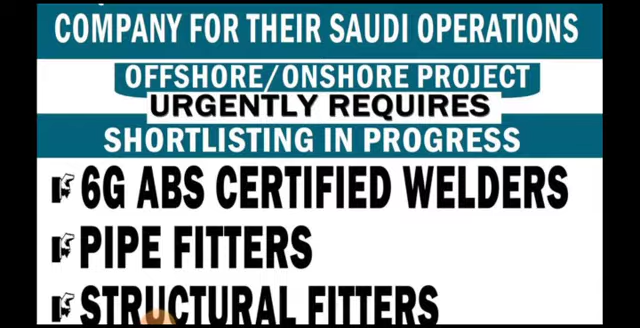 COMPANY FOR THEIR SAUDI OPERATIONS
OFFSHORE/ONSHORE PROJECT
URGENTLY REQUIRES
SHORTLISTING IN PROGRESS
6G ABS CERTIFIED WELDERS
PIPE FITTERS
STRUCTURAL FITTERS